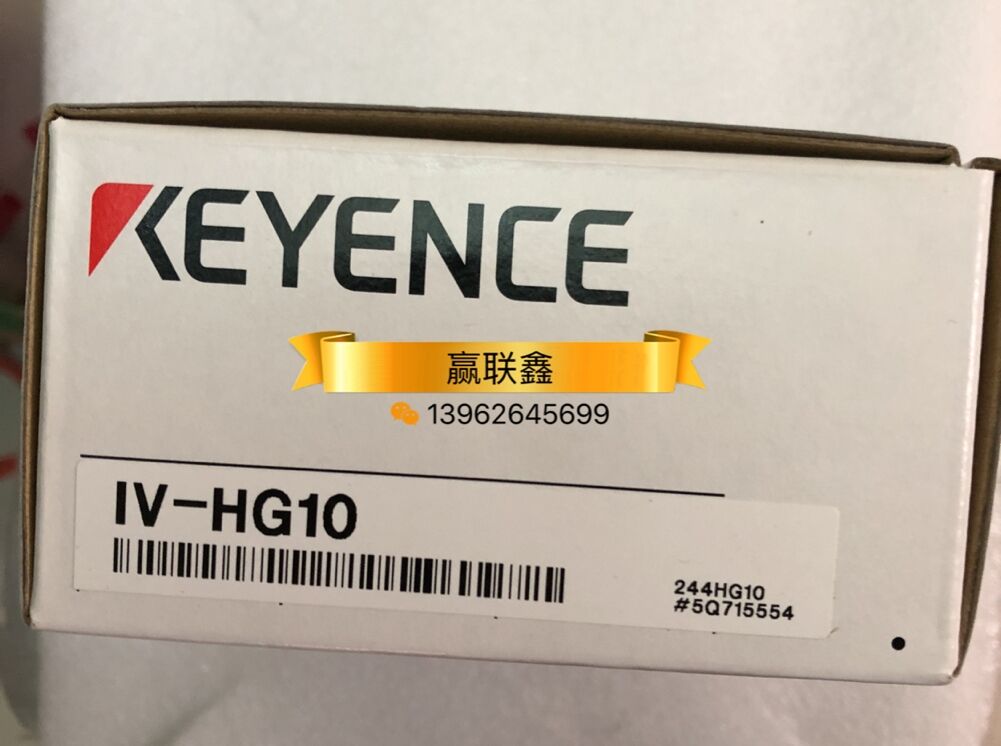 KEYENCE
赢联鑫
13962645699
IV-HG10
244HG10
#5Q715554